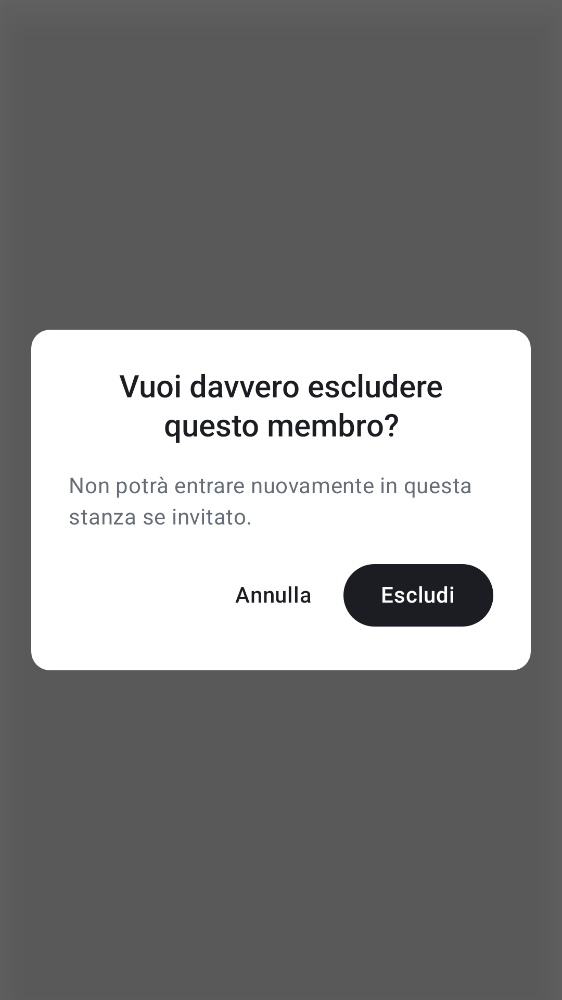 Vuoi davvero escludere
questo membro?
Non potrà entrare nuovamente in questa
stanza se invitato.
Annulla
Escludi